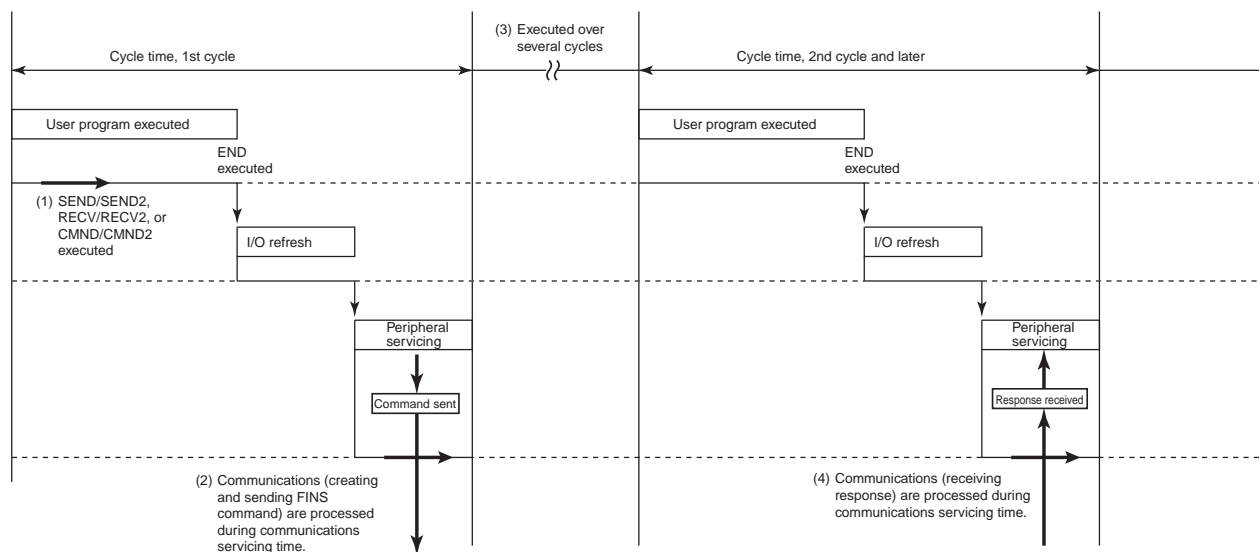 (3) Executed over
several cycles
Cycle time, 1st cycle
Cycle time, 2nd cycle and later
User program executed
User program executed
END
executed
END
executed
(1) SEND/SEND2,
RECV/RECV2, or
CMND/CMND2
executed
I/O refresh
I/O refresh
Peripheral
servicing
Peripheral
servicing
Command sent
Response received
(2) Communications (creating
and sending FINS
command) are processed
during communications
servicing time.
(4) Communications (receiving
response) are processed during
communications servicing time.